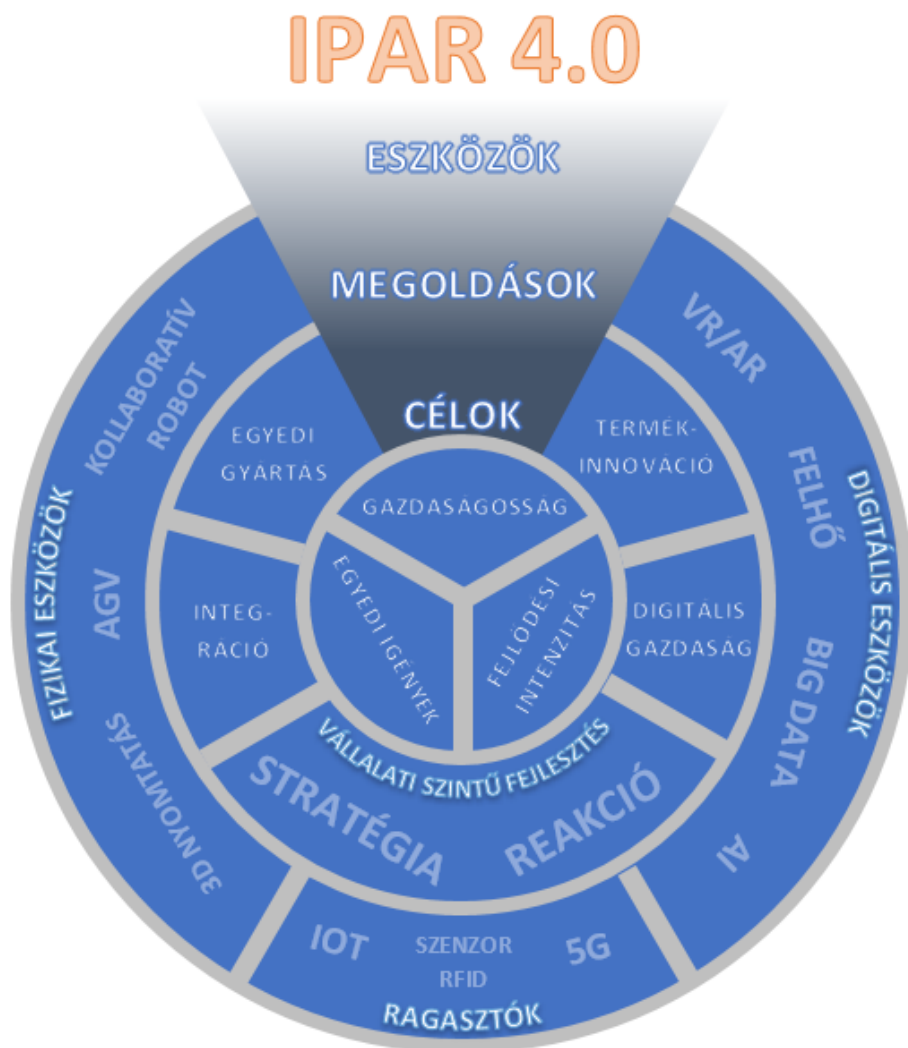 IPAR 4.0
ESZKÖZÖK
MEGOLDÁSOK
CÉLOK
GAZDASÁGOSSÁG
EGYEDI IGÉNYEK
FEJLŐDÉSI
INTENZITÁS
EGYEDI
GYÁRTÁS
TERMÉK-
INNOVÁCIÓ
INTEG-
RÁCIÓ
DIGITÁLIS
GAZDASÁG
VÁLLALATI SZINTŰ FEJLESZTÉS
STRATÉGIA
REAKCIÓ
FIZIKAI ESZKÖZÖK
KOLLABORATÍV
ROBOT
AGV
3D NYOMTATÁS
DIGITÁLIS ESZKÖZÖK
VR/AR
FELHŐ
BIG DATA
AI
IOT
SZENZOR
RFID
5G
RAGASZTÓK